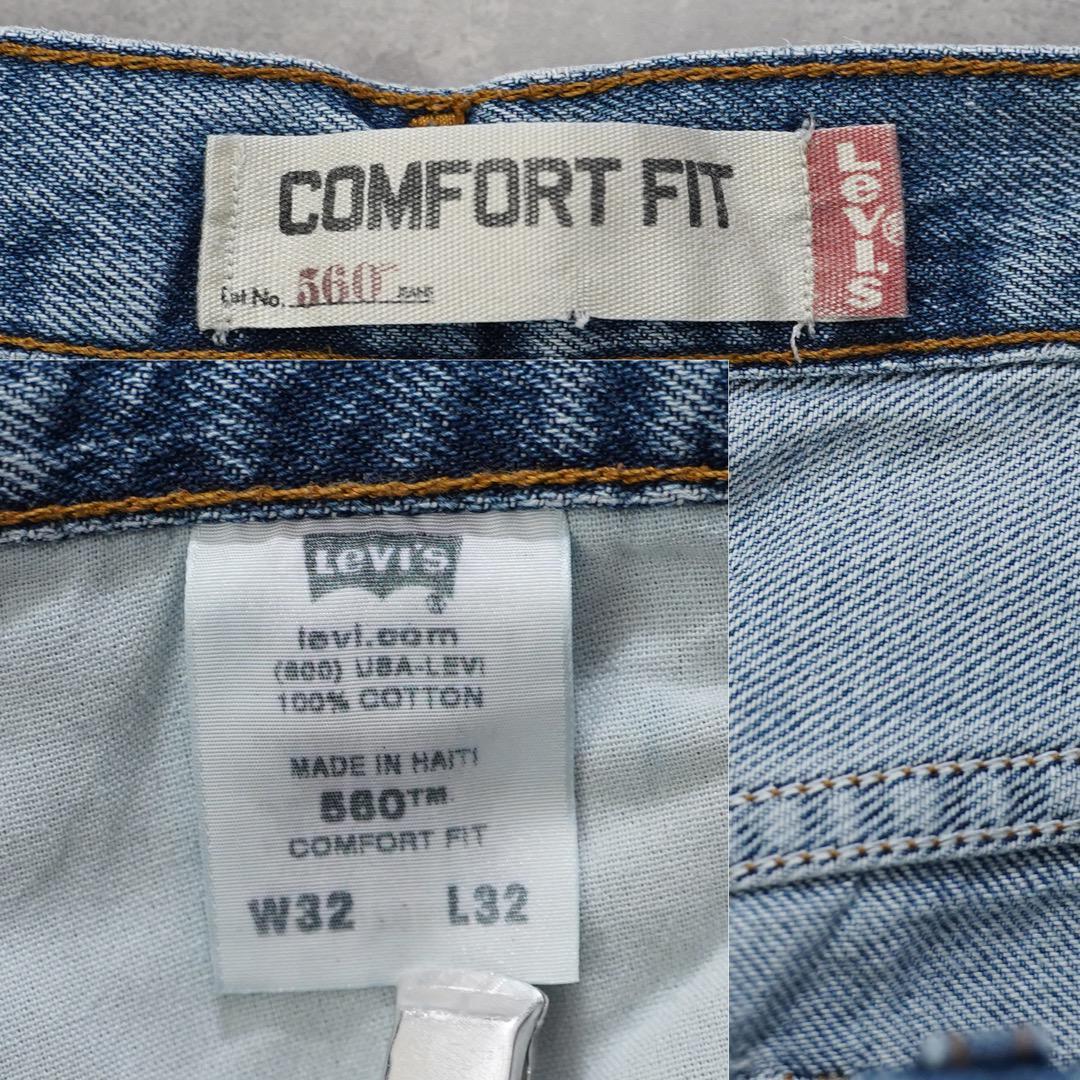 COMFORT FIT
Cat No. 560 JEANS
Levi's®
Levi's
®
levi.com
(800) USA-LEVI
100% COTTON
MADE IN HAITI
560™
COMFORT FIT
W32 L32